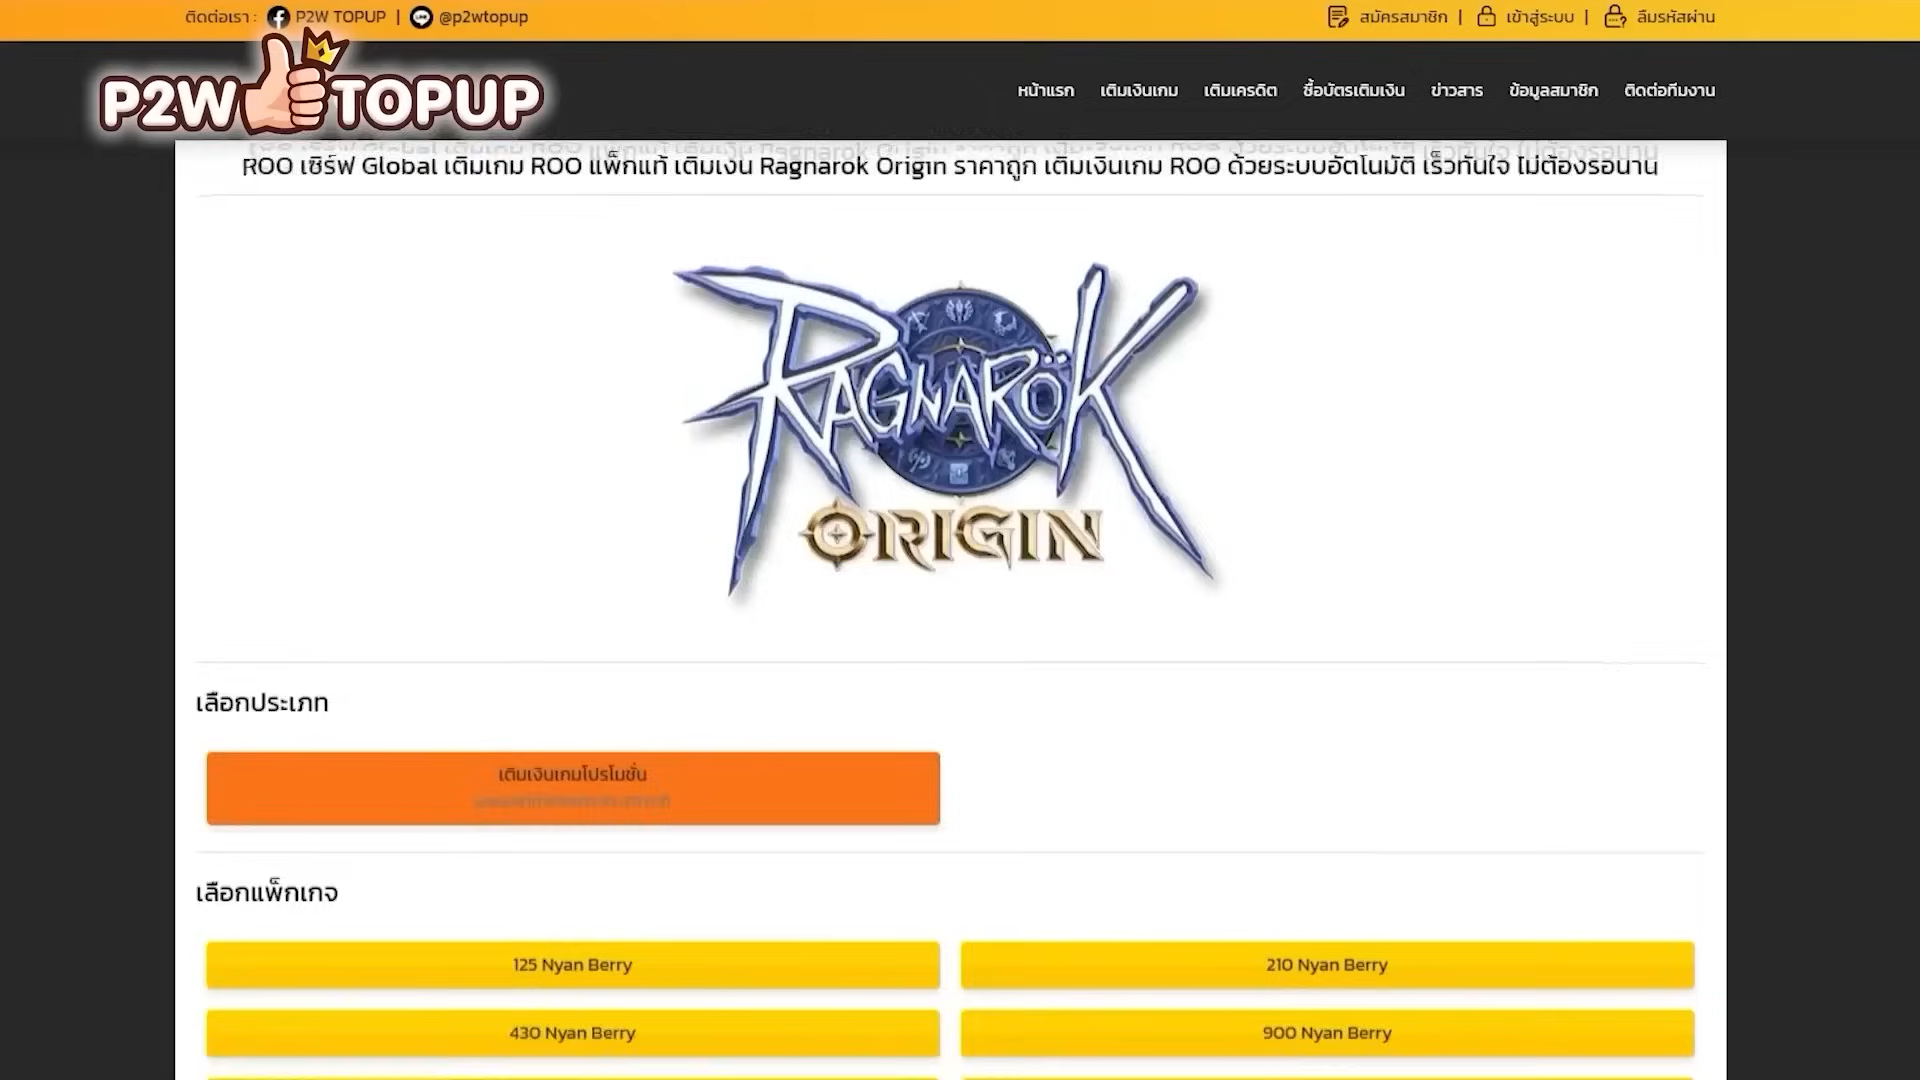 ติดต่อเรา : P2W TOPUP | @p2wtopup
สมัครสมาชิก | เข้าสู่ระบบ | ลืมรหัสผ่าน
P2W TOPUP
หน้าแรก เติมเงินเกม เติมเครดิต ซื้อบัตรเติมเงิน ข่าวสาร ข้อมูลสมาชิก ติดต่อทีมงาน
ROO เซิร์ฟ Global เติมเกม ROO แพ็กแท้ เติมเงิน Ragnarok Origin ราคาถูก เติมเงินเกม ROO ด้วยระบบอัตโนมัติ เร็วทันใจ ไม่ต้องรอนาน
RAGNARÖK
ORIGIN
เลือกประเภท
เติมเงินเกมโปรโมชั่น
เลือกแพ็กเกจ
125 Nyan Berry
210 Nyan Berry
430 Nyan Berry
900 Nyan Berry